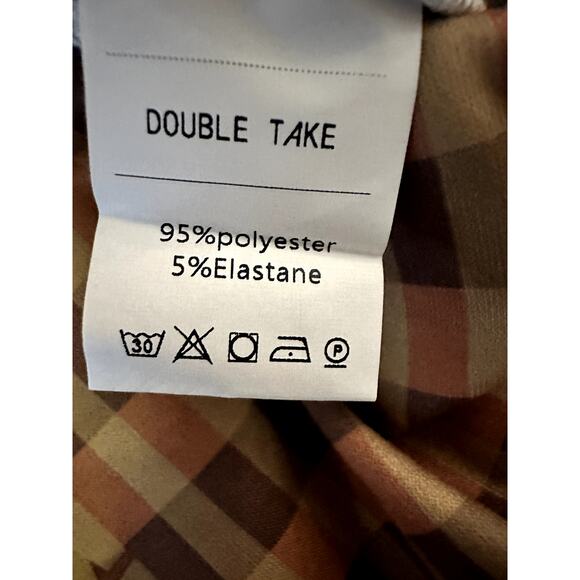 DOUBLE TAKE
95%polyester
5%Elastane
30 P